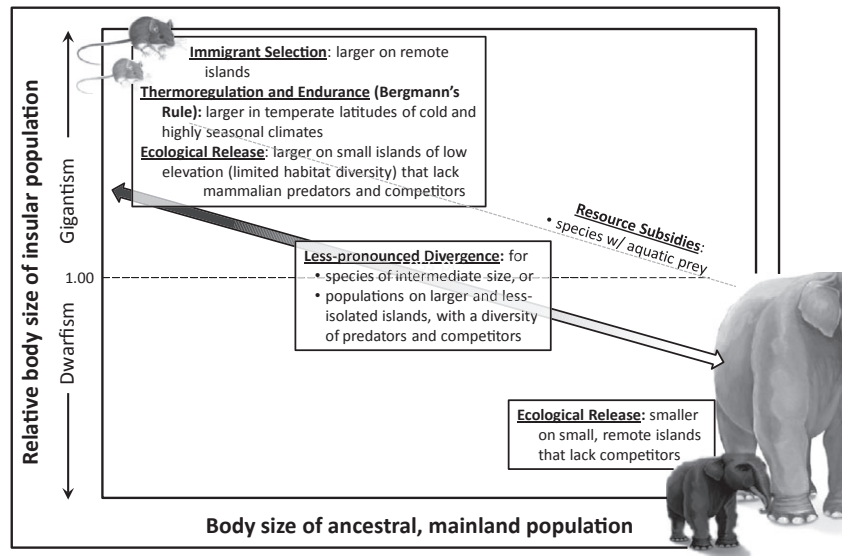 Immigrant Selection: larger on remote
islands
Thermoregulation and Endurance (Bergmann's
Rule): larger in temperate latitudes of cold and
highly seasonal climates
Ecological Release: larger on small islands of low
elevation (limited habitat diversity) that lack
mammalian predators and competitors
Relative body size of insular population
Gigantism
1.00
Dwarfism
Resource Subsidies:
• species w/ aquatic prey
Less-pronounced Divergence: for
• species of intermediate size, or
• populations on larger and less-
isolated islands, with a diversity
of predators and competitors
Ecological Release: smaller
on small, remote islands
that lack competitors
Body size of ancestral, mainland population